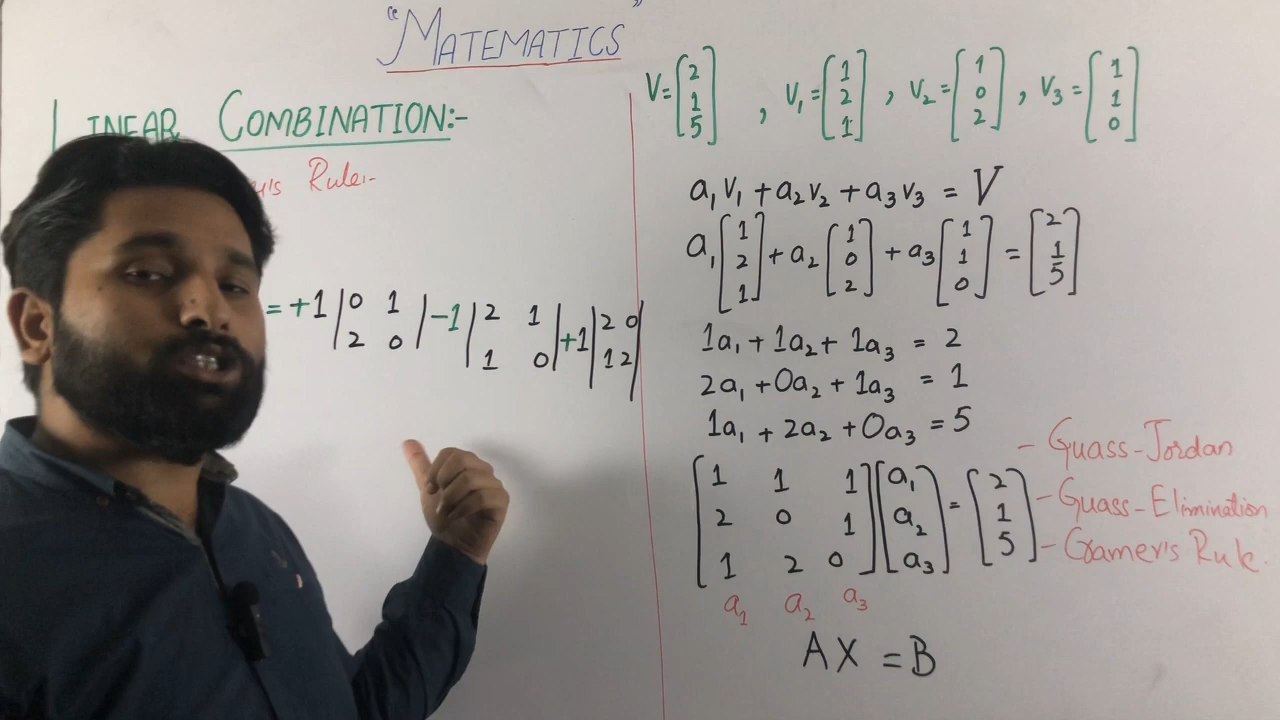 "MATEMATICS"
LINEAR COMBINATION:-
Rule:-
= +1 |0 1| -1 |2 1| +1 |2 0|
|2 0| |1 0| |1 2|
V = [2 1 5] , V₁ = [1 2 1] , V₂ = [1 0 2] , V₃ = [1 1 0]
a₁v₁ + a₂v₂ + a₃v₃ = V
a₁ [1 2 1] + a₂ [1 0 2] + a₃ [1 1 0] = [2 1 5]
1a₁ + 1a₂ + 1a₃ = 2
2a₁ + 0a₂ + 1a₃ = 1
1a₁ + 2a₂ + 0a₃ = 5
[1 1 1] [a₁] = [2]
[2 0 1] [a₂] [1]
[1 2 0] [a₃] [5]
a₁ a₂ a₃
AX = B
- Guass-Jordan
- Guass-Elimination
- Cramer's Rule.